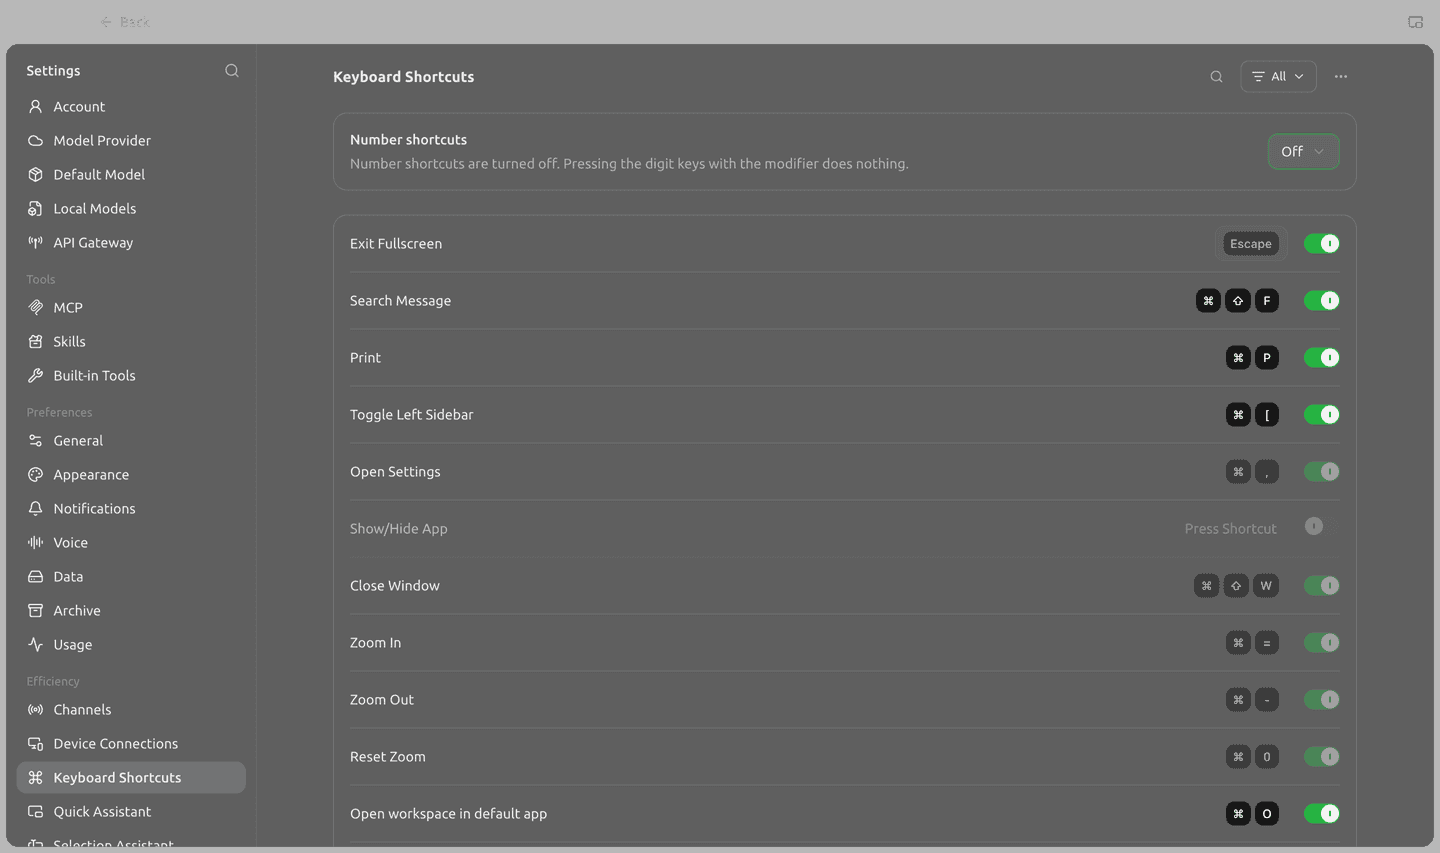 Back
Settings
Account
Model Provider
Default Model
Local Models
API Gateway
Tools
MCP
Skills
Built-in Tools
Preferences
General
Appearance
Notifications
Voice
Data
Archive
Usage
Efficiency
Channels
Device Connections
Keyboard Shortcuts
Quick Assistant
Selection Assistant
Keyboard Shortcuts
All
Number shortcuts
Number shortcuts are turned off. Pressing the digit keys with the modifier does nothing.
Off
Exit Fullscreen Escape
Search Message ⌘ ⇧ F
Print ⌘ P
Toggle Left Sidebar ⌘ [
Open Settings ⌘ ,
Show/Hide App Press Shortcut
Close Window ⌘ ⇧ W
Zoom In ⌘ =
Zoom Out ⌘ -
Reset Zoom ⌘ 0
Open workspace in default app ⌘ O